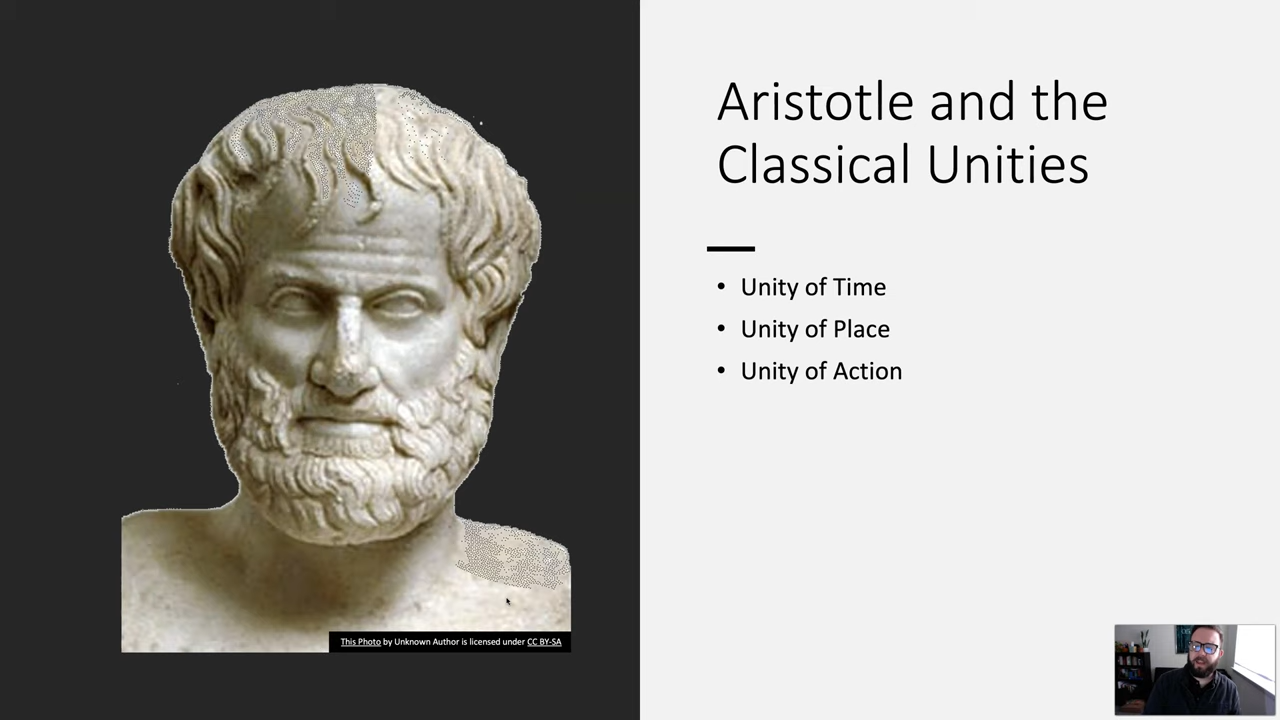 Aristotle and the
Classical Unities
• Unity of Time
• Unity of Place
• Unity of Action
This Photo by Unknown Author is licensed under CC BY-SA